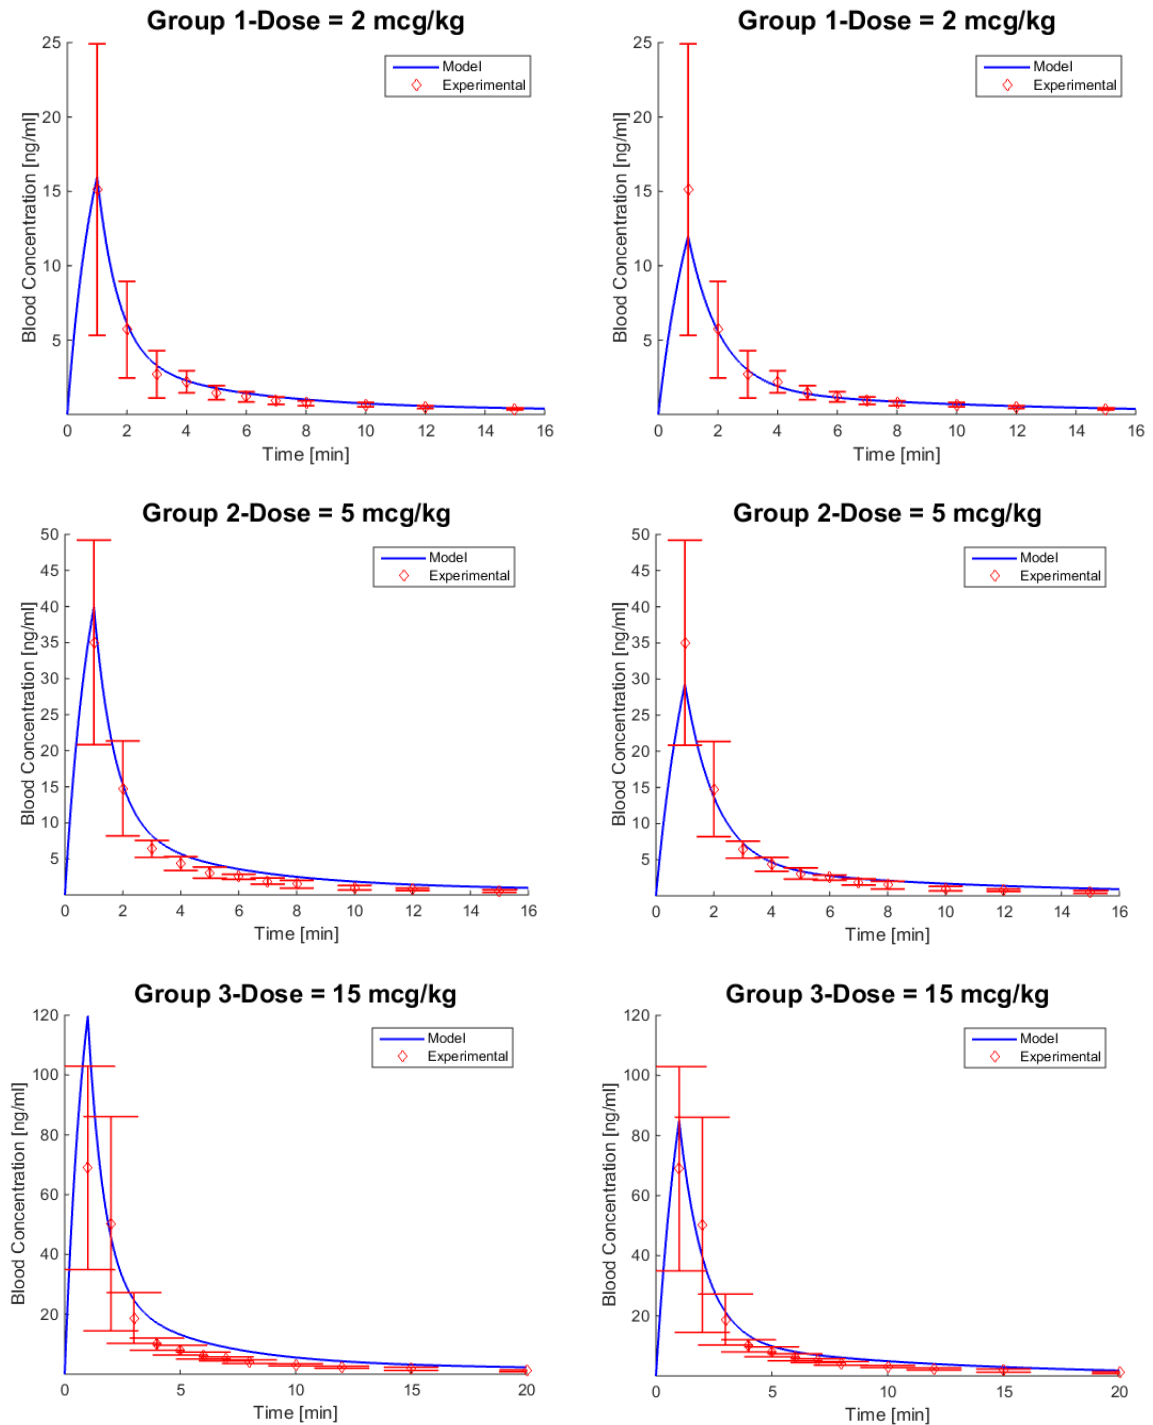 Group 1-Dose = 2 mcg/kg
25
20
15
10
5
0 2 4 6 8 10 12 14 16
Blood Concentration [ng/ml]
Time [min]
Model
Experimental
Group 1-Dose = 2 mcg/kg
25
20
15
10
5
0 2 4 6 8 10 12 14 16
Blood Concentration [ng/ml]
Time [min]
Model
Experimental
Group 2-Dose = 5 mcg/kg
50
45
40
35
30
25
20
15
10
5
0 2 4 6 8 10 12 14 16
Blood Concentration [ng/ml]
Time [min]
Model
Experimental
Group 2-Dose = 5 mcg/kg
50
45
40
35
30
25
20
15
10
5
0 2 4 6 8 10 12 14 16
Blood Concentration [ng/ml]
Time [min]
Model
Experimental
Group 3-Dose = 15 mcg/kg
120
100
80
60
40
20
0 5 10 15 20
Blood Concentration [ng/ml]
Time [min]
Model
Experimental
Group 3-Dose = 15 mcg/kg
120
100
80
60
40
20
0 5 10 15 20
Blood Concentration [ng/ml]
Time [min]
Model
Experimental